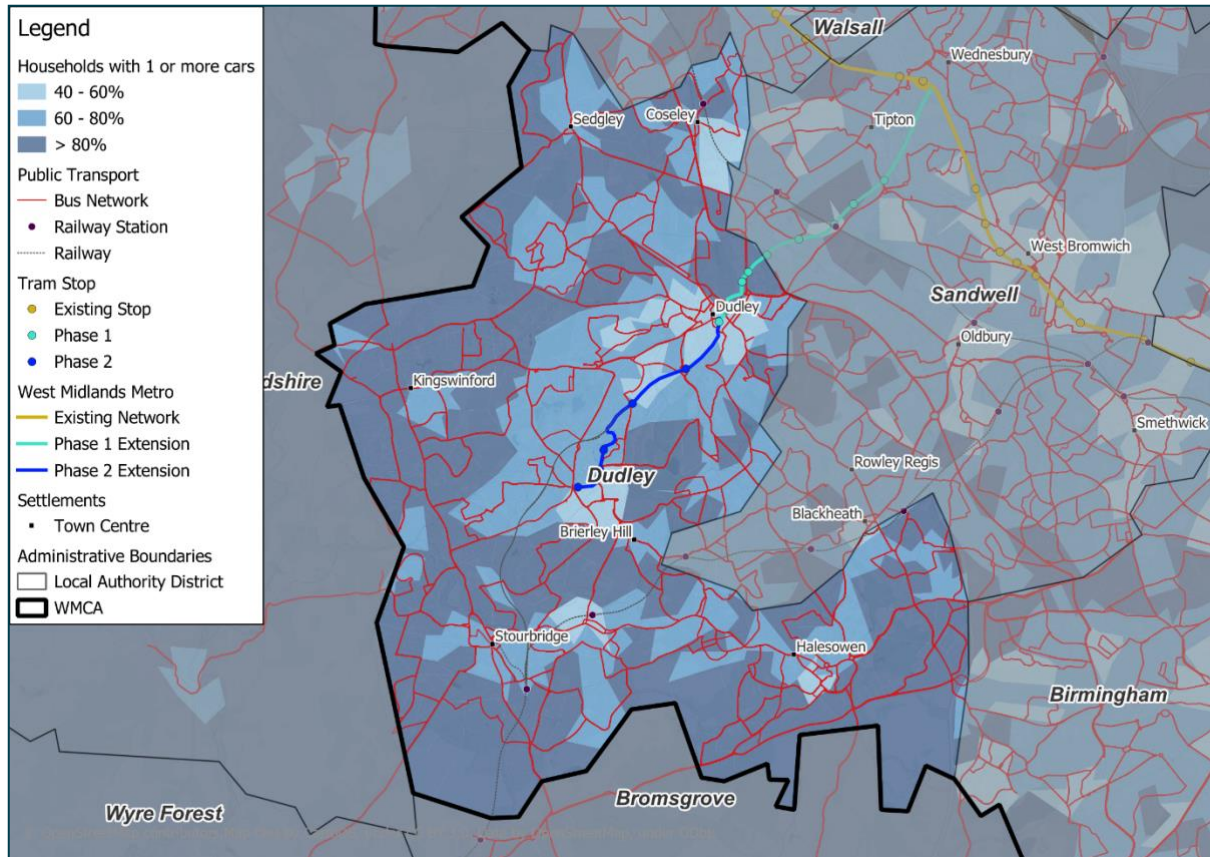 Legend
Households with 1 or more cars
40 - 60%
60 - 80%
> 80%
Public Transport
Bus Network
Railway Station
Railway
Tram Stop
Existing Stop
Phase 1
Phase 2
West Midlands Metro
Existing Network
Phase 1 Extension
Phase 2 Extension
Settlements
Town Centre
Administrative Boundaries
Local Authority District
WMCA
Walsall
Wednesbury
Sedgley
Coseley
Tipton
West Bromwich
Sandwell
Dudley
Oldbury
dshire
Kingswinford
Smethwick
Rowley Regis
Dudley
Blackheath
Brierley Hill
Stourbridge
Halesowen
Birmingham
Bromsgrove
Wyre Forest